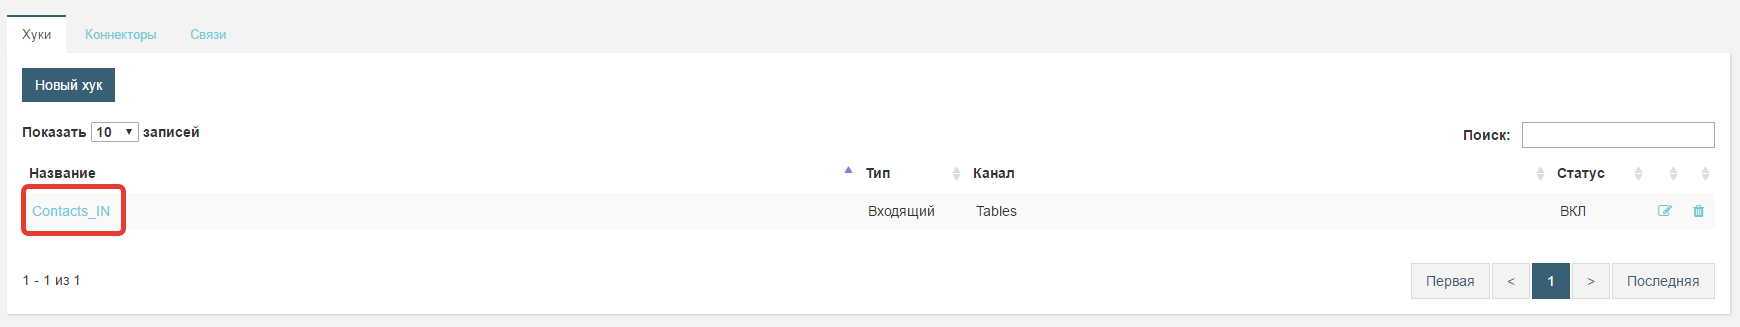 Хуки Коннекторы Связи
Новый хук
Показать 10 записей
Поиск:
Название Тип Канал Статус
Contacts_IN Входящий Tables ВКЛ
1 - 1 из 1
Первая < 1 > Последняя